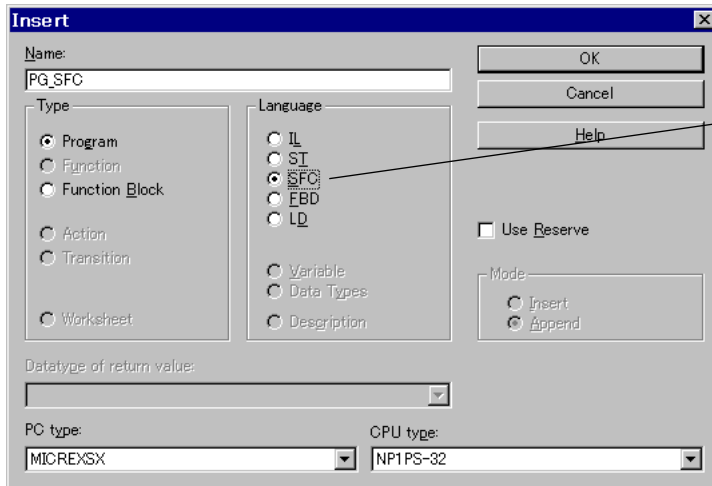 Insert
Name:
PG_SFC
OK
Cancel
Help
Type
Program
Function
Function Block
Action
Transition
Worksheet
Language
IL
ST
SFC
FBD
LD
Variable
Data Types
Description
Use Reserve
Mode
Insert
Append
Datatype of return value:
PC type:
MICREXSX
CPU type:
NP1PS-32